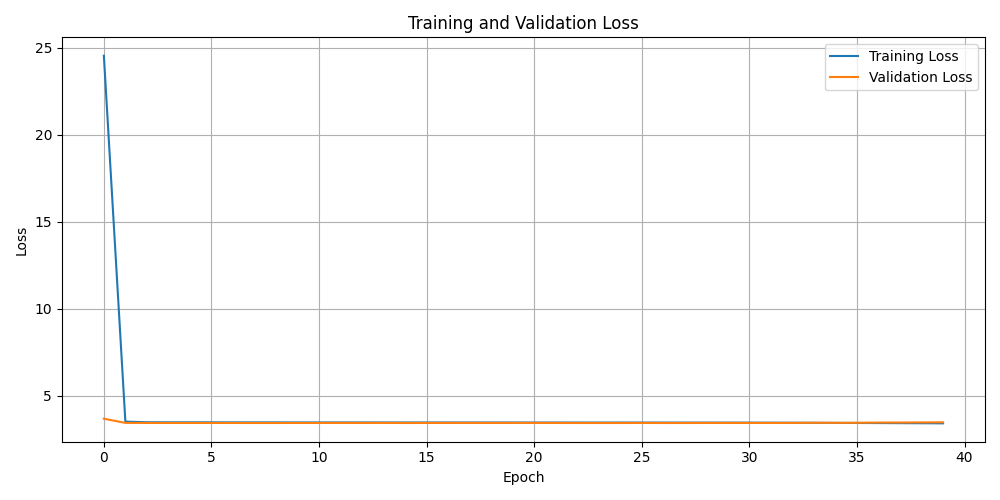 Training and Validation Loss
25
20
15
10
5
Loss
Training Loss
Validation Loss
0 5 10 15 20 25 30 35 40
Epoch